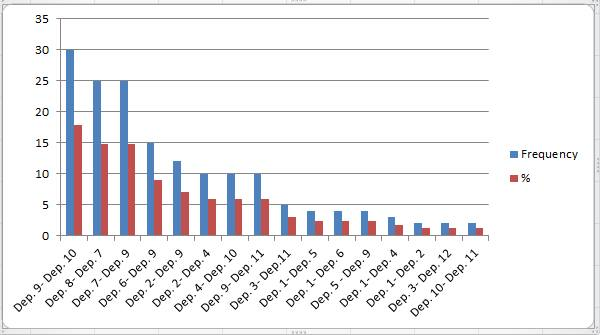 35
30
25
20
15
10
5
0
Dep. 9- Dep. 10
Dep. 8- Dep. 7
Dep. 7- Dep. 9
Dep. 6- Dep. 9
Dep. 2- Dep. 9
Dep. 2- Dep. 4
Dep. 4- Dep. 10
Dep. 9- Dep. 11
Dep. 3- Dep.11
Dep. 1- Dep. 5
Dep. 1- Dep. 6
Dep. 5 - Dep. 9
Dep. 1- Dep. 4
Dep. 1- Dep. 2
Dep. 3- Dep. 12
Dep. 10- Dep. 11
Frequency
%